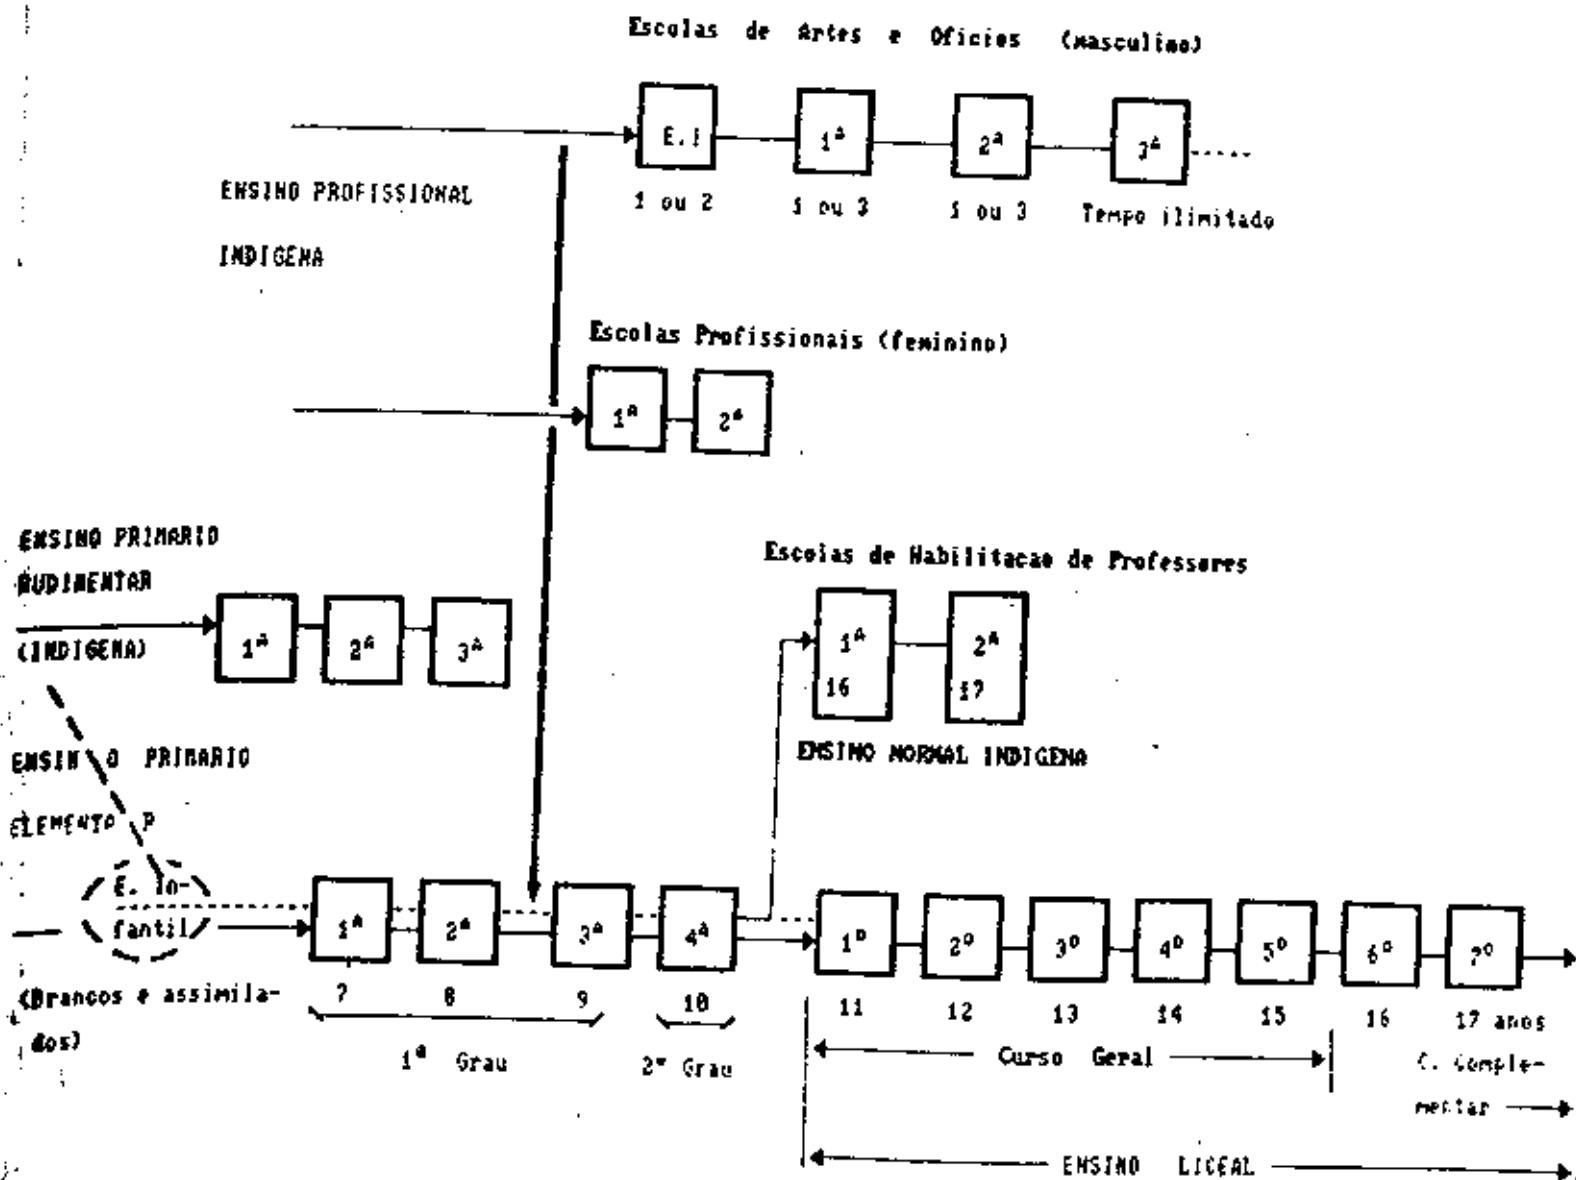 Escolas de Artes e Oficios (masculino)
E.I 1ª 2ª 3ª
1 ou 2 1 ou 3 1 ou 3 Tempo ilimitado
ENSINO PROFISSIONAL
INDIGENA
Escolas Profissionais (feminino)
1ª 2ª
ENSINO PRIMARIO
RUDIMENTAR
(INDIGENA)
1ª 2ª 3ª
Escolas de Habilitacao de Professores
1ª 2ª
16 17
ENSINO NORMAL INDIGENA
ENSIN O PRIMARIO
ELEMENTA R
E. In-
fantil
1ª 2ª 3ª 4ª 1º 2º 3º 4º 5º 6º 7º
(Brancos e assimila-
dos)
7 8 9 10 11 12 13 14 15 16 17 anos
1º Grau 2º Grau
Curso Geral
C. Comple-
mentar
ENSINO LICEAL